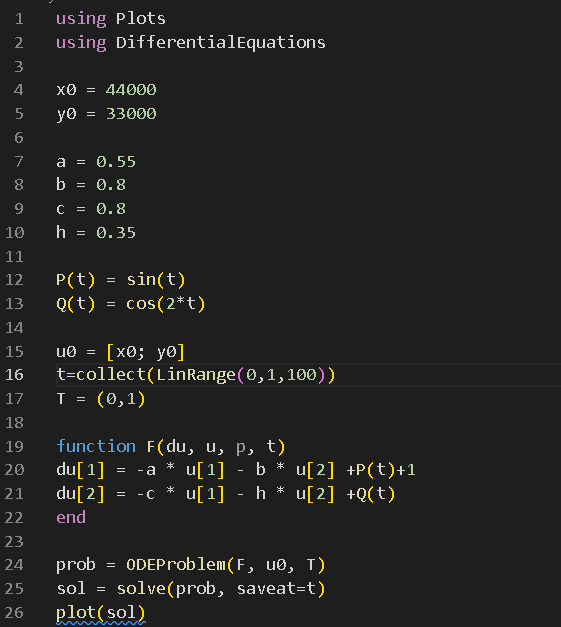 1 using Plots
2 using DifferentialEquations
3
4 x0 = 44000
5 y0 = 33000
6
7 a = 0.55
8 b = 0.8
9 c = 0.8
10 h = 0.35
11
12 P(t) = sin(t)
13 Q(t) = cos(2*t)
14
15 u0 = [x0; y0]
16 t=collect(LinRange(0,1,100))
17 T = (0,1)
18
19 function F(du, u, p, t)
20 du[1] = -a * u[1] - b * u[2] +P(t)+1
21 du[2] = -c * u[1] - h * u[2] +Q(t)
22 end
23
24 prob = ODEProblem(F, u0, T)
25 sol = solve(prob, saveat=t)
26 plot(sol)